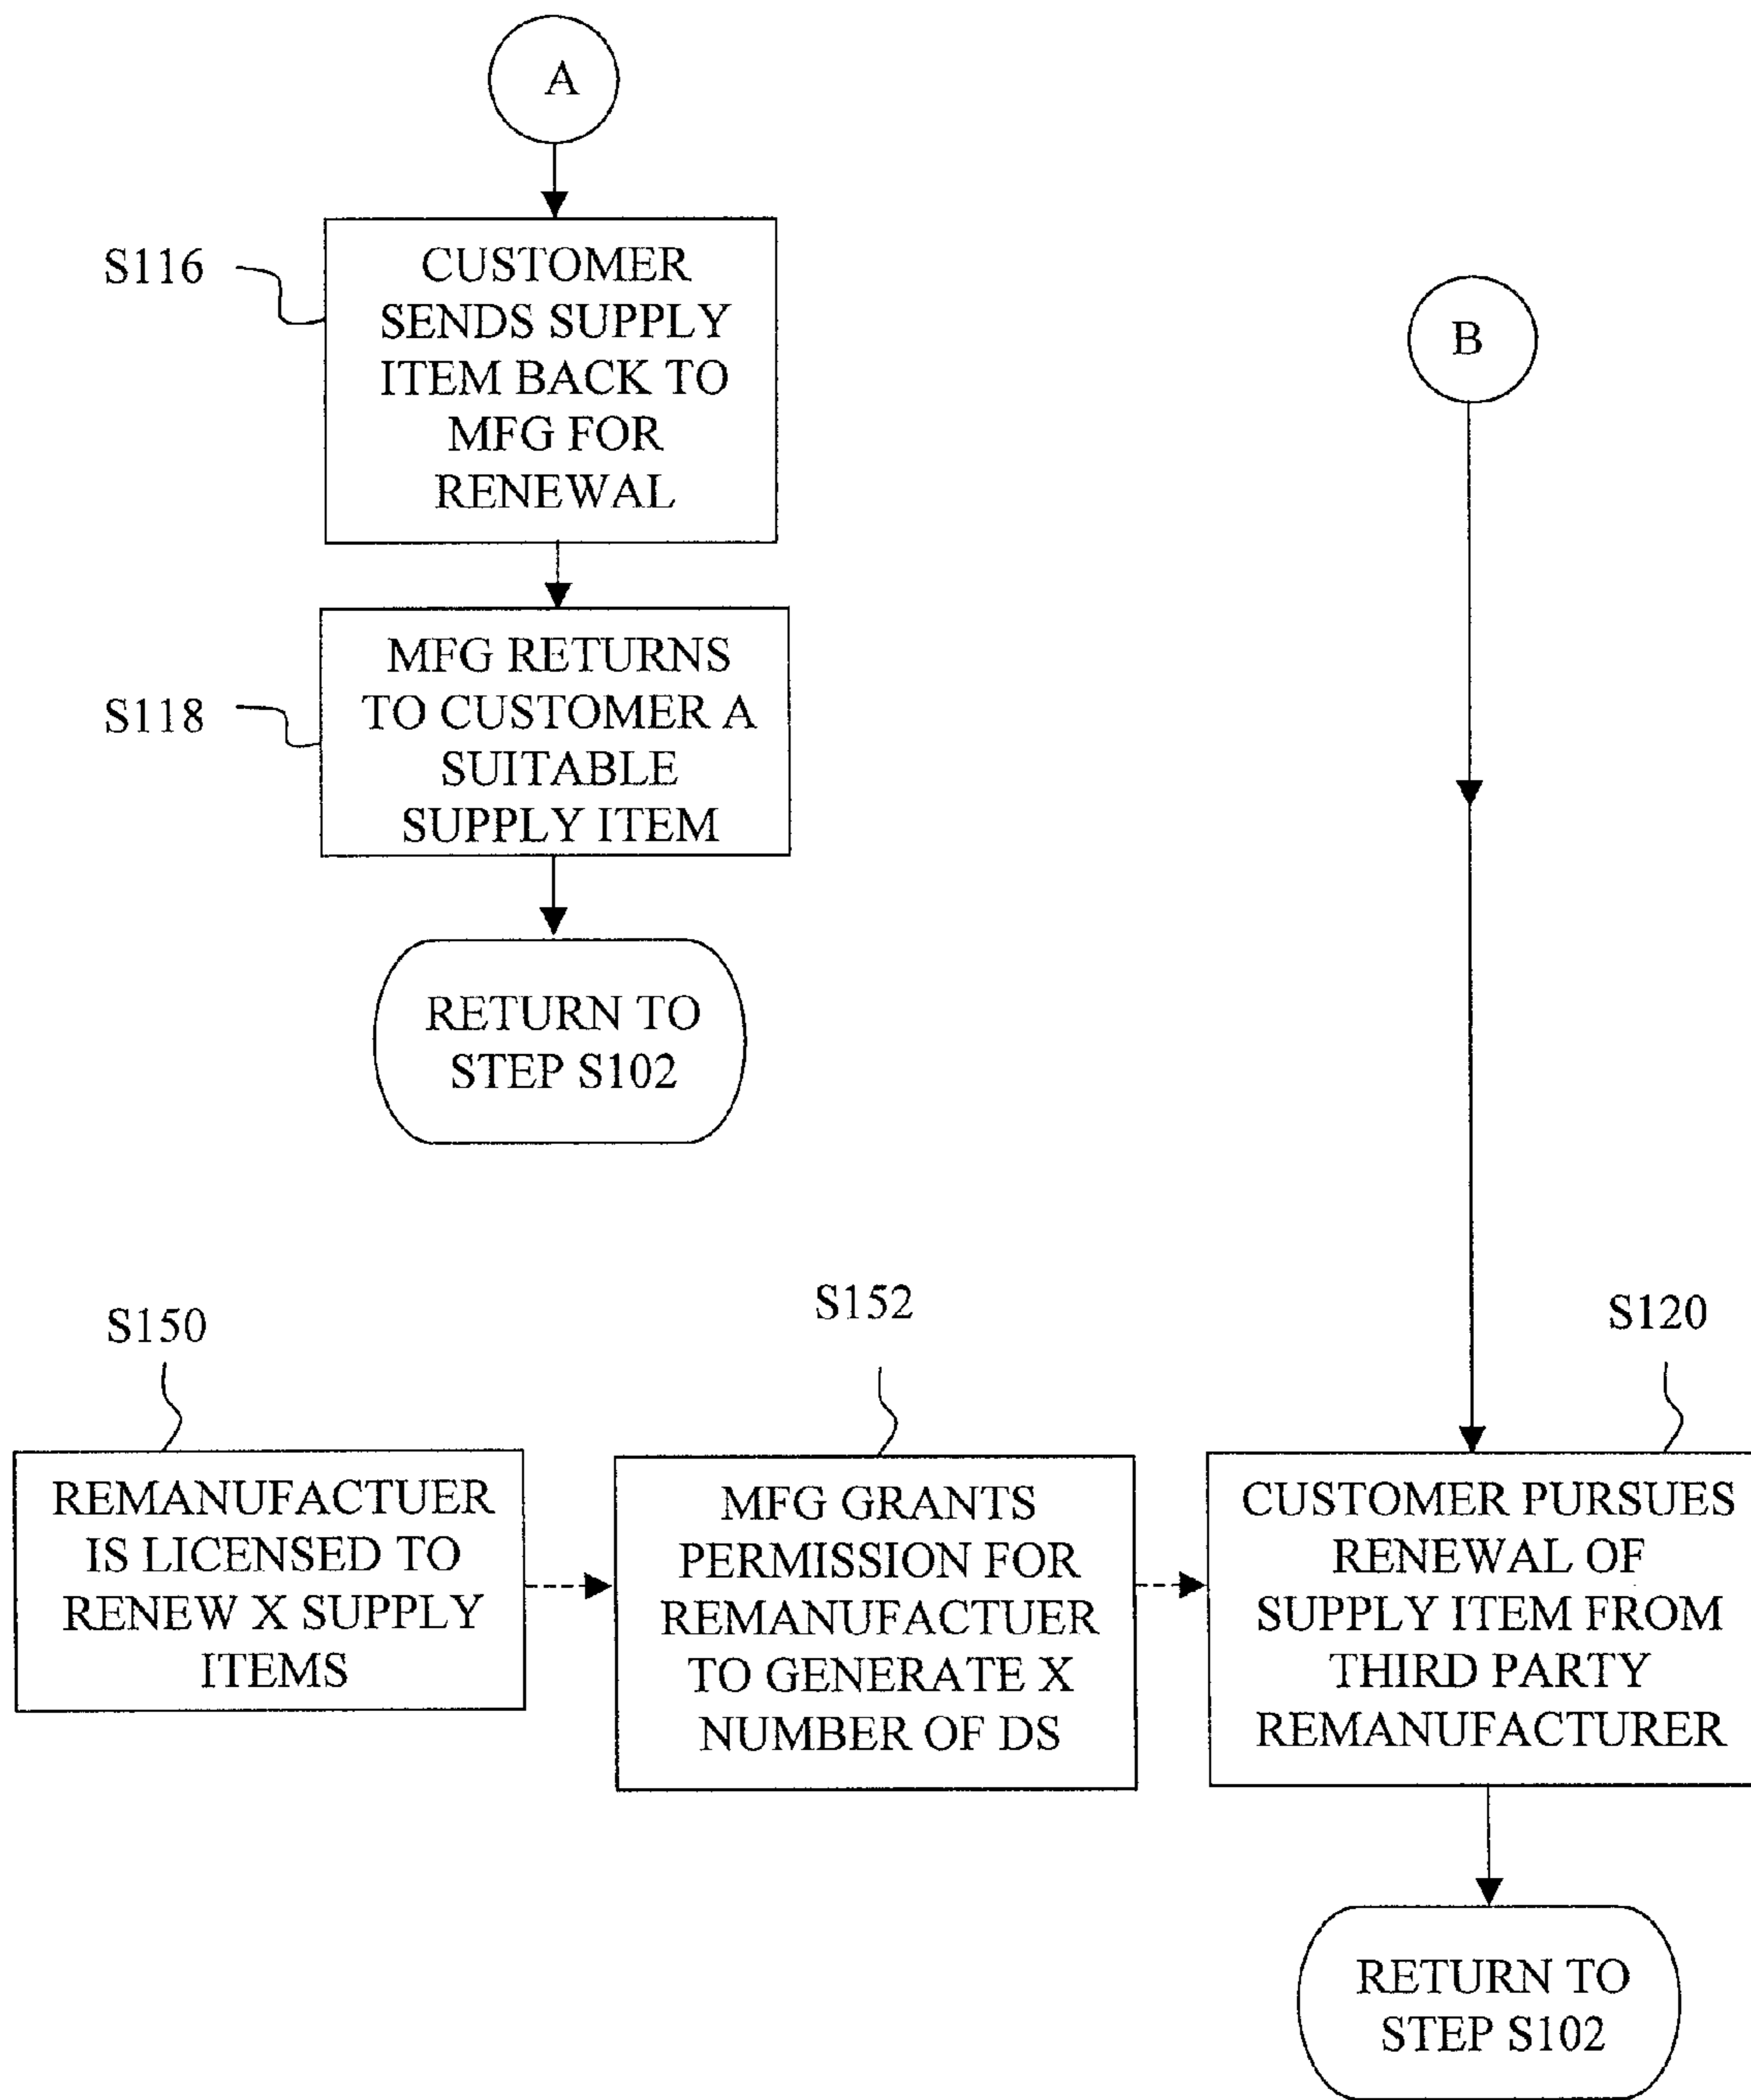 A
S116
CUSTOMER
SENDS SUPPLY
ITEM BACK TO
MFG FOR
RENEWAL
B
S118
MFG RETURNS
TO CUSTOMER A
SUITABLE
SUPPLY ITEM
RETURN TO
STEP S102
S150
REMANUFACTUER
IS LICENSED TO
RENEW X SUPPLY
ITEMS
S152
MFG GRANTS
PERMISSION FOR
REMANUFACTUER
TO GENERATE X
NUMBER OF DS
S120
CUSTOMER PURSUES
RENEWAL OF
SUPPLY ITEM FROM
THIRD PARTY
REMANUFACTURER
RETURN TO
STEP S102